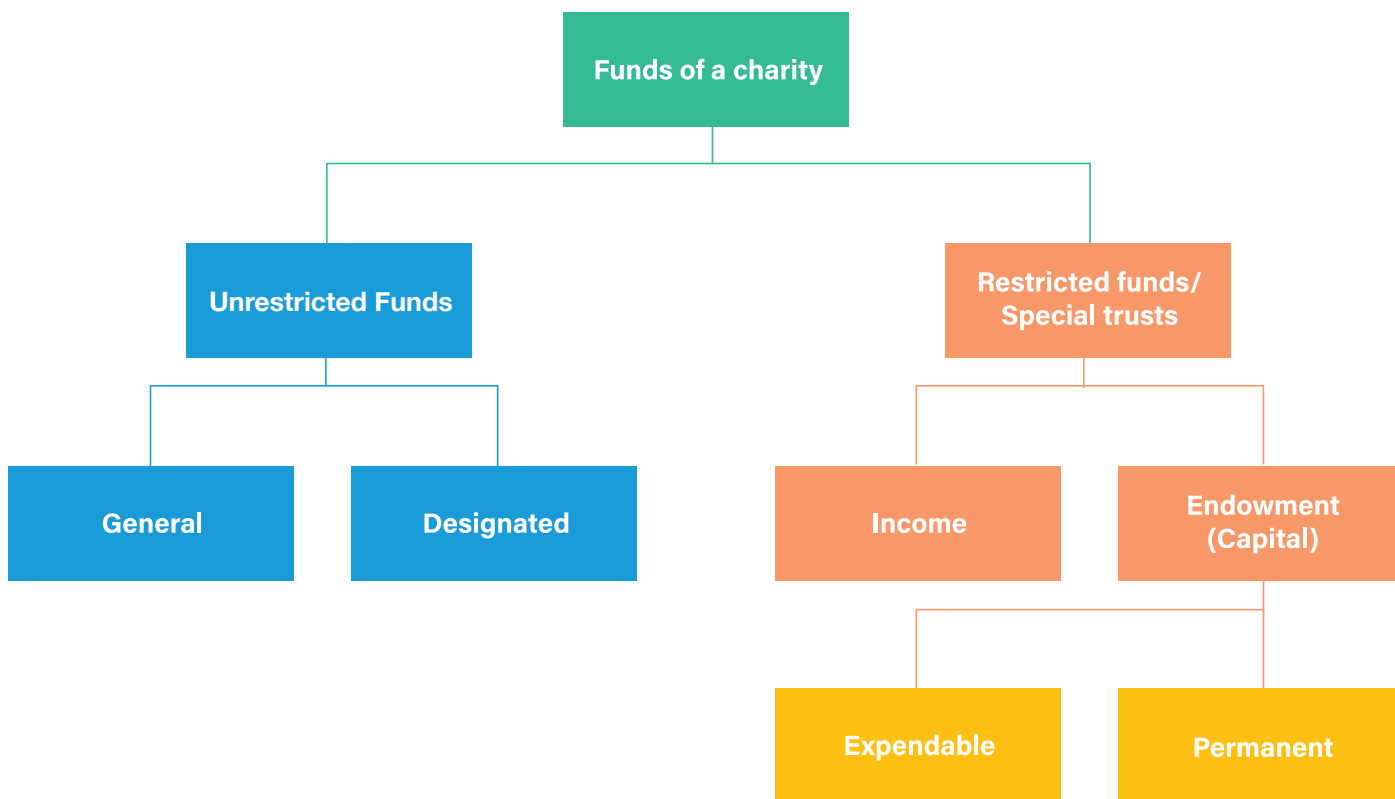 Funds of a charity
Unrestricted Funds
Restricted funds/
Special trusts
General
Designated
Income
Endowment
(Capital)
Expendable
Permanent